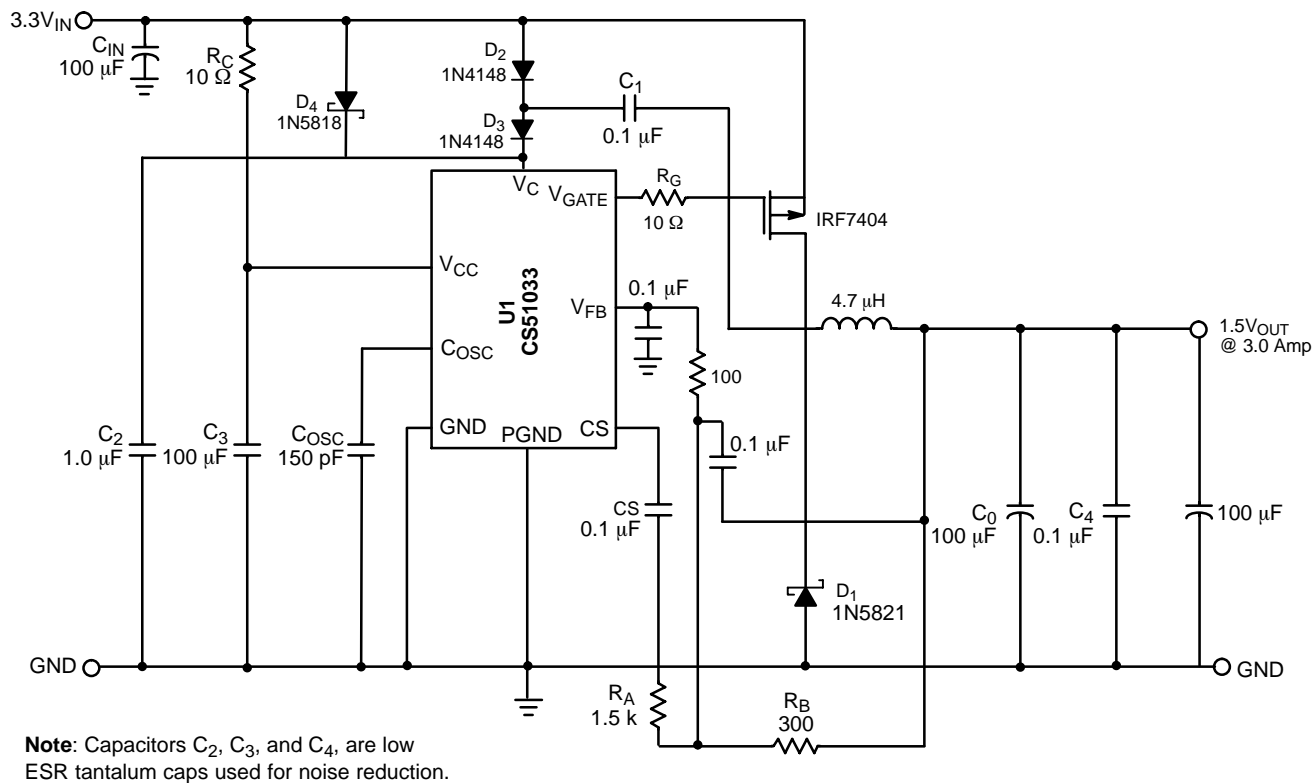 3.3VIN
CIN
100 μF
RC
10 Ω
D4
1N5818
D2
1N4148
D3
1N4148
C1
0.1 μF
VC
VGATE
RG
10 Ω
IRF7404
VCC
U1
CS51033
VFB
0.1 μF
4.7 μH
1.5VOUT
@ 3.0 Amp
COSC
100
GND
PGND
CS
C2
1.0 μF
C3
100 μF
COSC
150 pF
0.1 μF
CS
0.1 μF
C0
100 μF
C4
0.1 μF
100 μF
D1
1N5821
GND
GND
RA
1.5 k
RB
300
Note: Capacitors C2, C3, and C4, are low
ESR tantalum caps used for noise reduction.